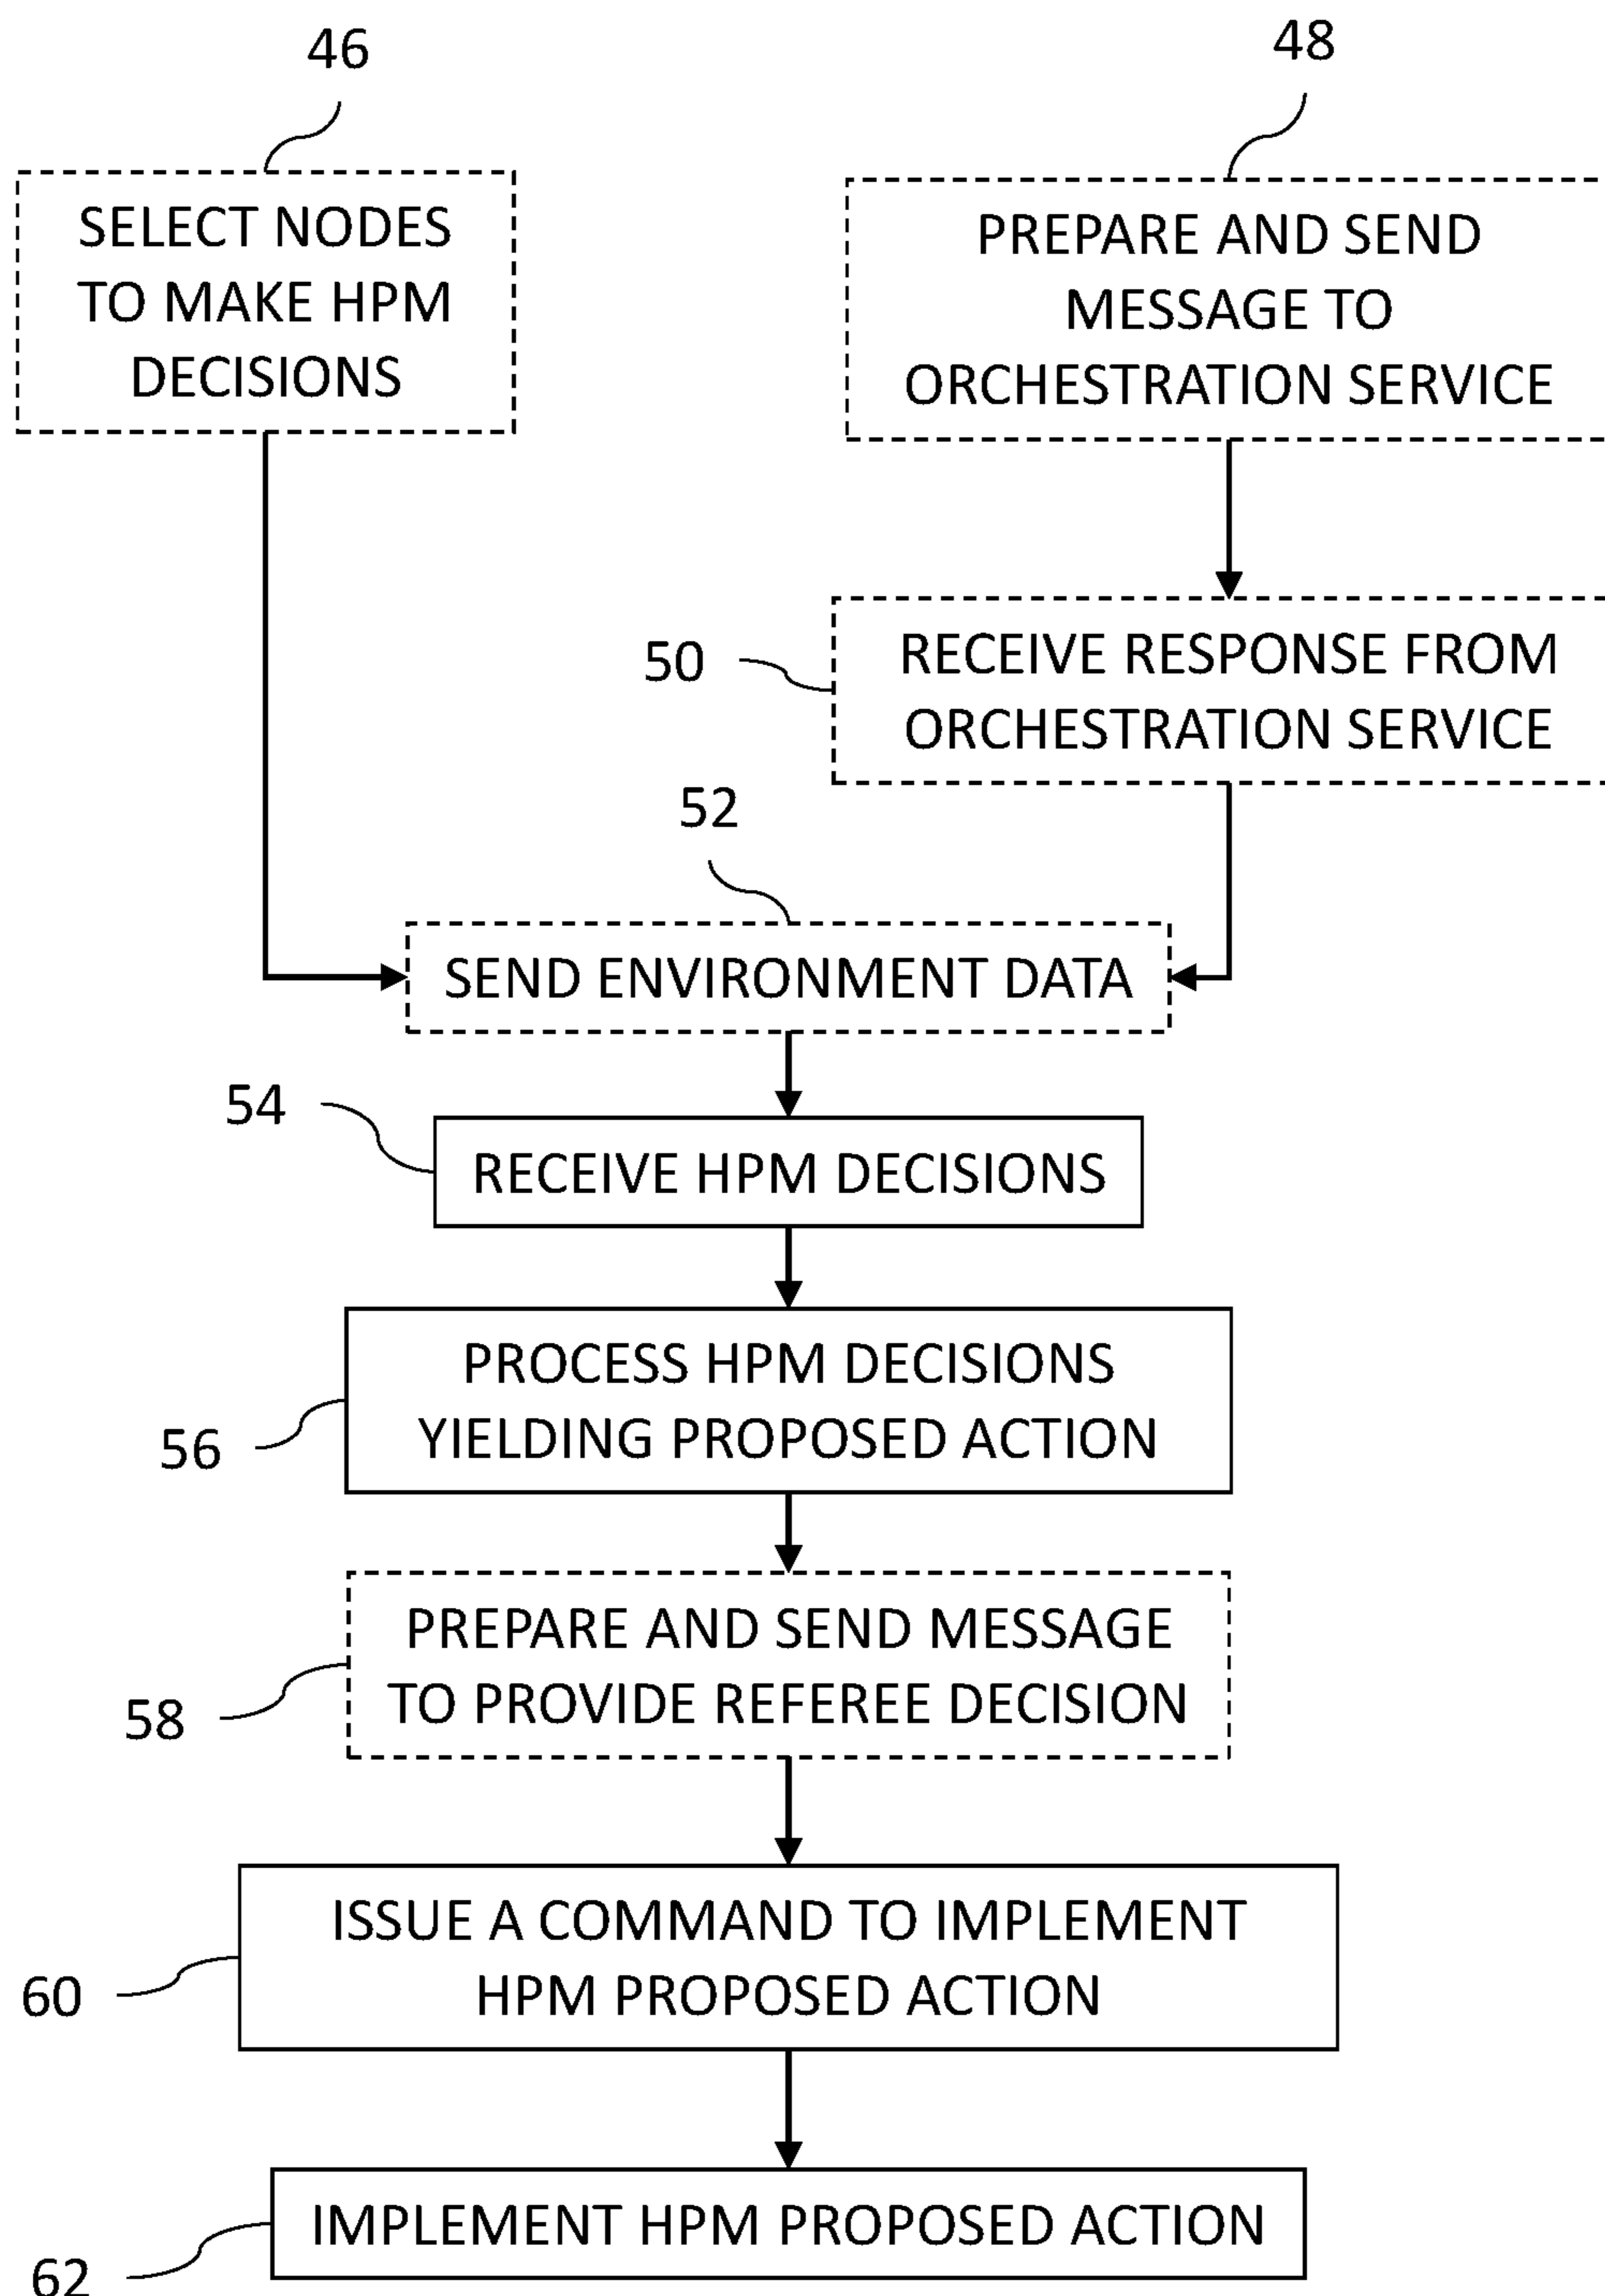 46
48
SELECT NODES
TO MAKE HPM
DECISIONS
PREPARE AND SEND
MESSAGE TO
ORCHESTRATION SERVICE
50
RECEIVE RESPONSE FROM
ORCHESTRATION SERVICE
52
SEND ENVIRONMENT DATA
54
RECEIVE HPM DECISIONS
56
PROCESS HPM DECISIONS
YIELDING PROPOSED ACTION
58
PREPARE AND SEND MESSAGE
TO PROVIDE REFEREE DECISION
60
ISSUE A COMMAND TO IMPLEMENT
HPM PROPOSED ACTION
62
IMPLEMENT HPM PROPOSED ACTION